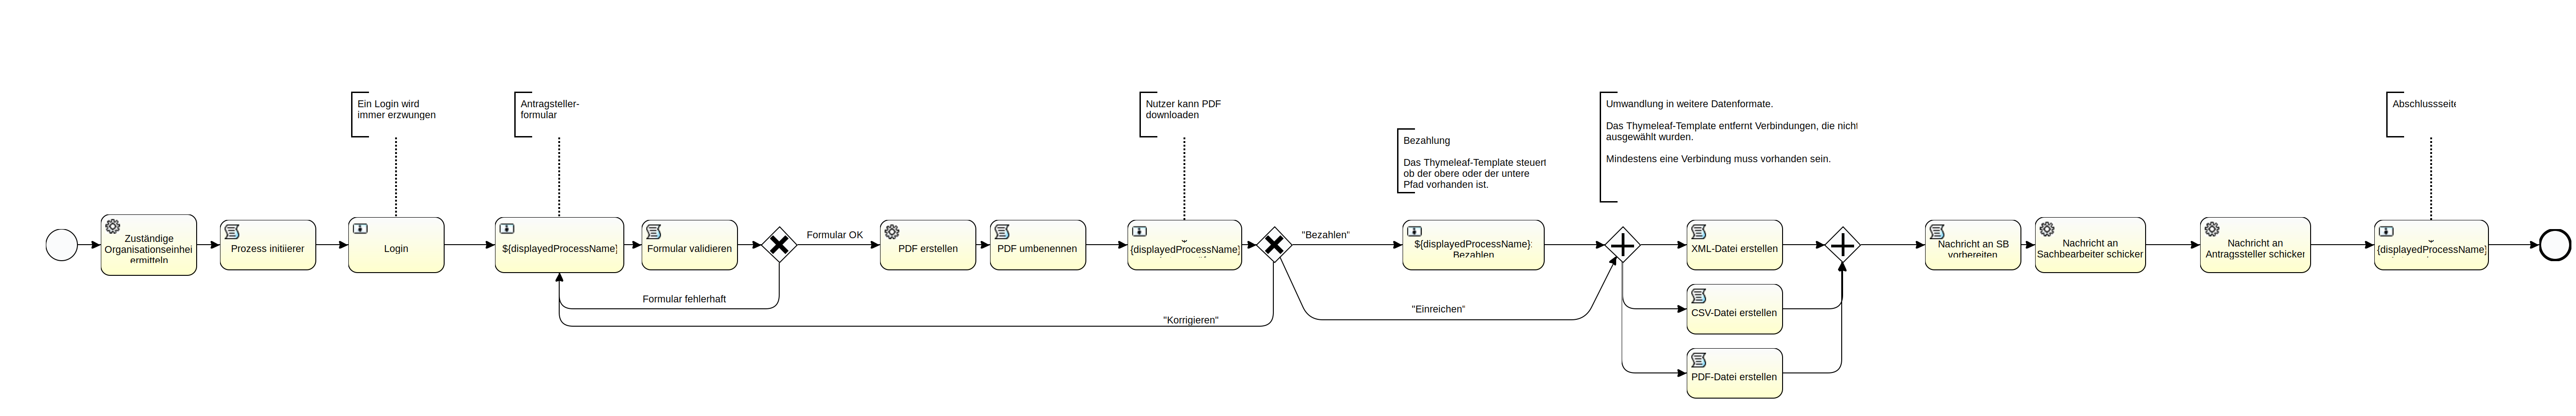 Ein Login wird
immer erzwungen
Antragsteller-
formular
Nutzer kann PDF
downloaden
Bezahlung
Das Thymeleaf-Template steuert
ob der obere oder der untere
Pfad vorhanden ist.
Umwandlung in weitere Datenformate.
Das Thymeleaf-Template entfernt Verbindungen, die nicht
ausgewählt wurden.
Mindestens eine Verbindung muss vorhanden sein.
Abschlussseite
Zuständige
Organisationseinhei
ermitteln
Prozess initiierer
Login
${displayedProcessName}
Formular validieren
Formular OK
Formular fehlerhaft
PDF erstellen
PDF umbenennen
{displayedProcessName}
"Bezahlen"
"Korrigieren"
"Einreichen"
${displayedProcessName}:
Bezahlen
XML-Datei erstellen
CSV-Datei erstellen
PDF-Datei erstellen
Nachricht an SB
vorbereiten
Nachricht an
Sachbearbeiter schicken
Nachricht an
Antragssteller schicken
{displayedProcessName}